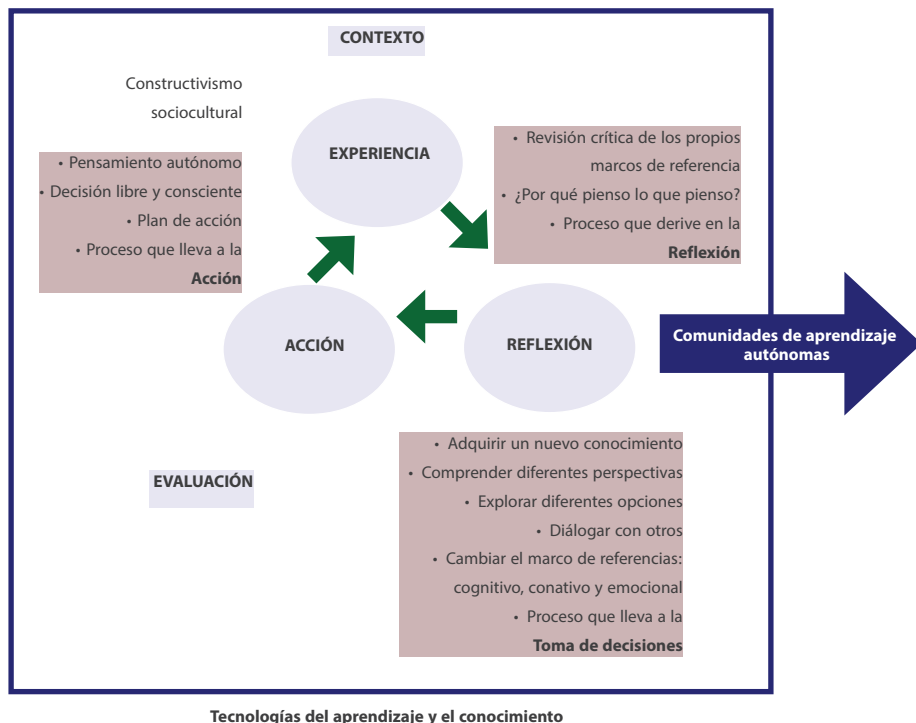 CONTEXTO
Constructivismo
sociocultural
EXPERIENCIA
• Pensamiento autónomo
• Decisión libre y consciente
• Plan de acción
• Proceso que lleva a la
Acción
• Revisión crítica de los propios
marcos de referencia
• ¿Por qué pienso lo que pienso?
• Proceso que derive en la
Reflexión
ACCIÓN
REFLEXIÓN
Comunidades de aprendizaje
autónomas
EVALUACIÓN
• Adquirir un nuevo conocimiento
• Comprender diferentes perspectivas
• Explorar diferentes opciones
• Diálogar con otros
• Cambiar el marco de referencias:
cognitivo, conativo y emocional
• Proceso que lleva a la
Toma de decisiones
Tecnologías del aprendizaje y el conocimiento